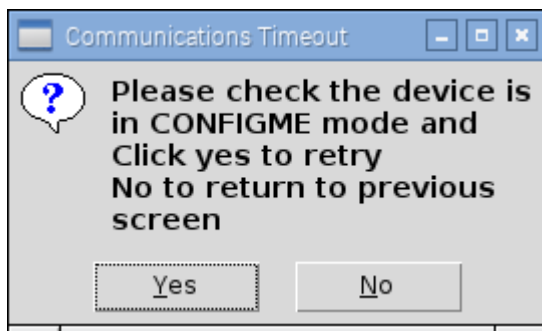 Communications Timeout
Please check the device is
in CONFIGME mode and
Click yes to retry
No to return to previous
screen
Yes
No